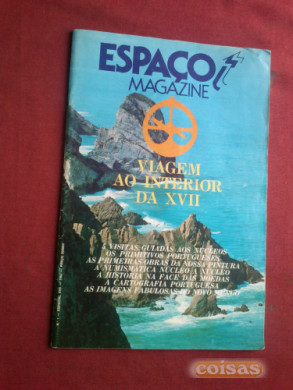 ESPAÇO
MAGAZINE
VIAGEM
AO INTERIOR
DA XVII
5 VISITAS GUIADAS AOS NÚCLEOS
OS PRIMITIVOS PORTUGUESES,
AS PRIMEIRAS OBRAS DA NOSSA PINTURA
A NUMISMÁTICA NÚCLEO A NÚCLEO
A HISTÓRIA NA FACE DAS MOEDAS
A CARTOGRAFIA PORTUGUESA
AS IMAGENS FABULOSAS DO NOVO
coisas